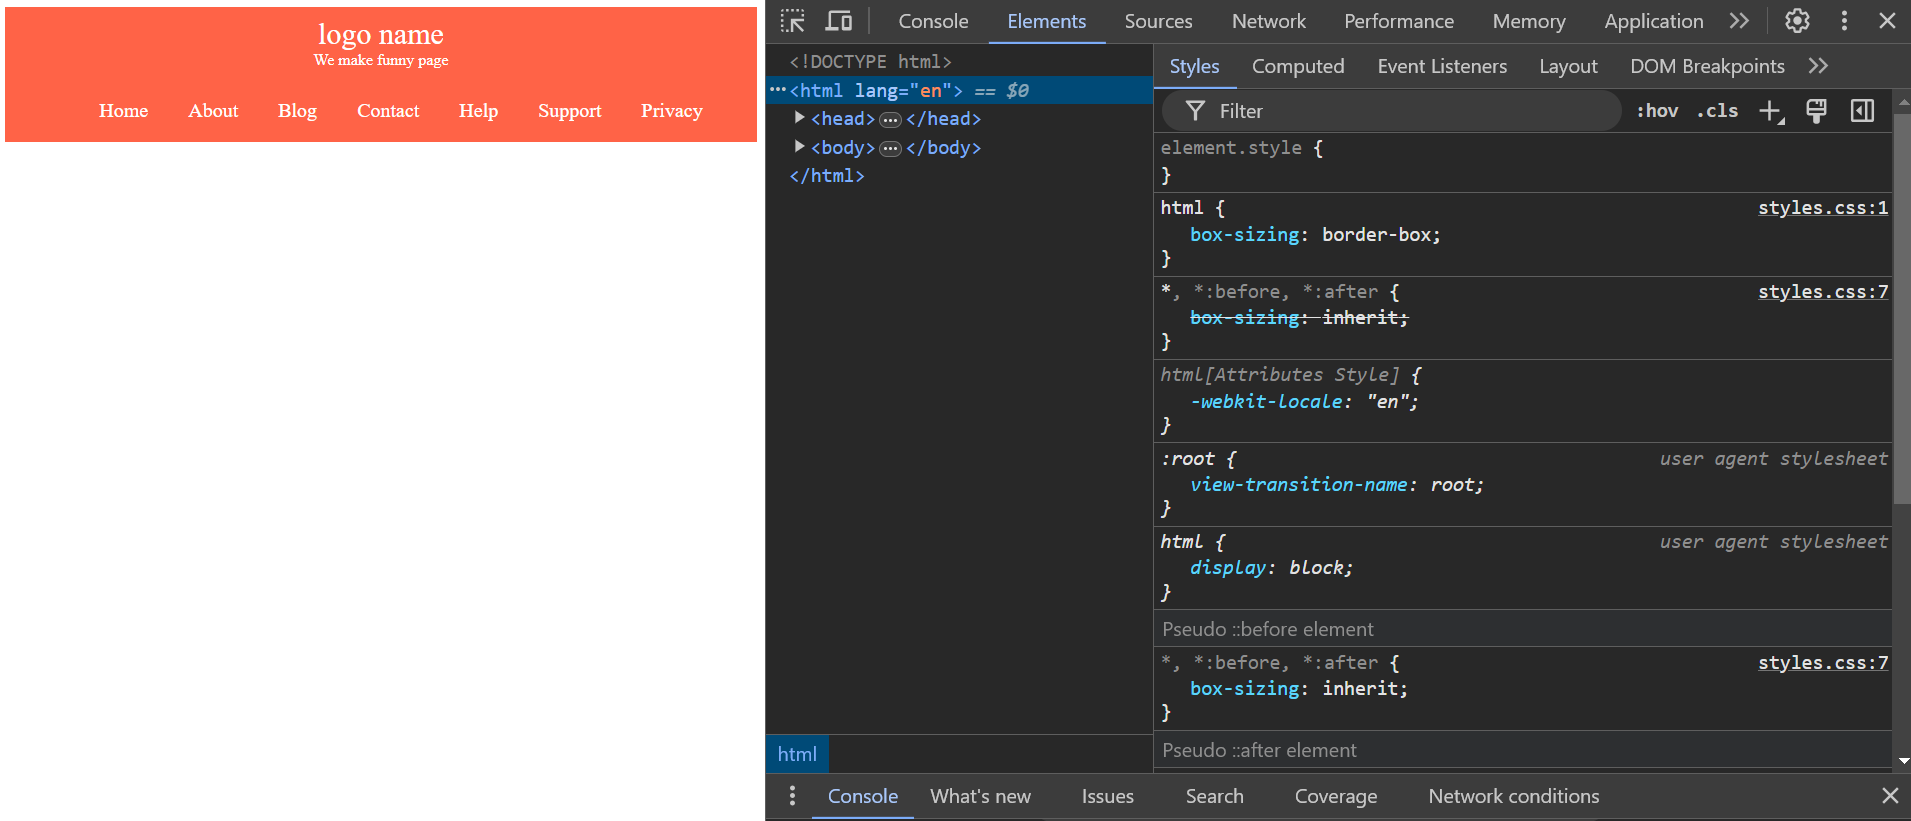 logo name
We make funny page
Home About Blog Contact Help Support Privacy
Console Elements Sources Network Performance Memory Application
<!DOCTYPE html>
<html lang="en"> == $0
<head> … </head>
<body> … </body>
</html>
html
Styles Computed Event Listeners Layout DOM Breakpoints
Filter :hov .cls
element.style {
}
html { styles.css:1
box-sizing: border-box;
}
*, *:before, *:after { styles.css:7
box-sizing: inherit;
}
html[Attributes Style] {
-webkit-locale: "en";
}
:root { user agent stylesheet
view-transition-name: root;
}
html { user agent stylesheet
display: block;
}
Pseudo ::before element
*, *:before, *:after { styles.css:7
box-sizing: inherit;
}
Pseudo ::after element
Console What's new Issues Search Coverage Network conditions